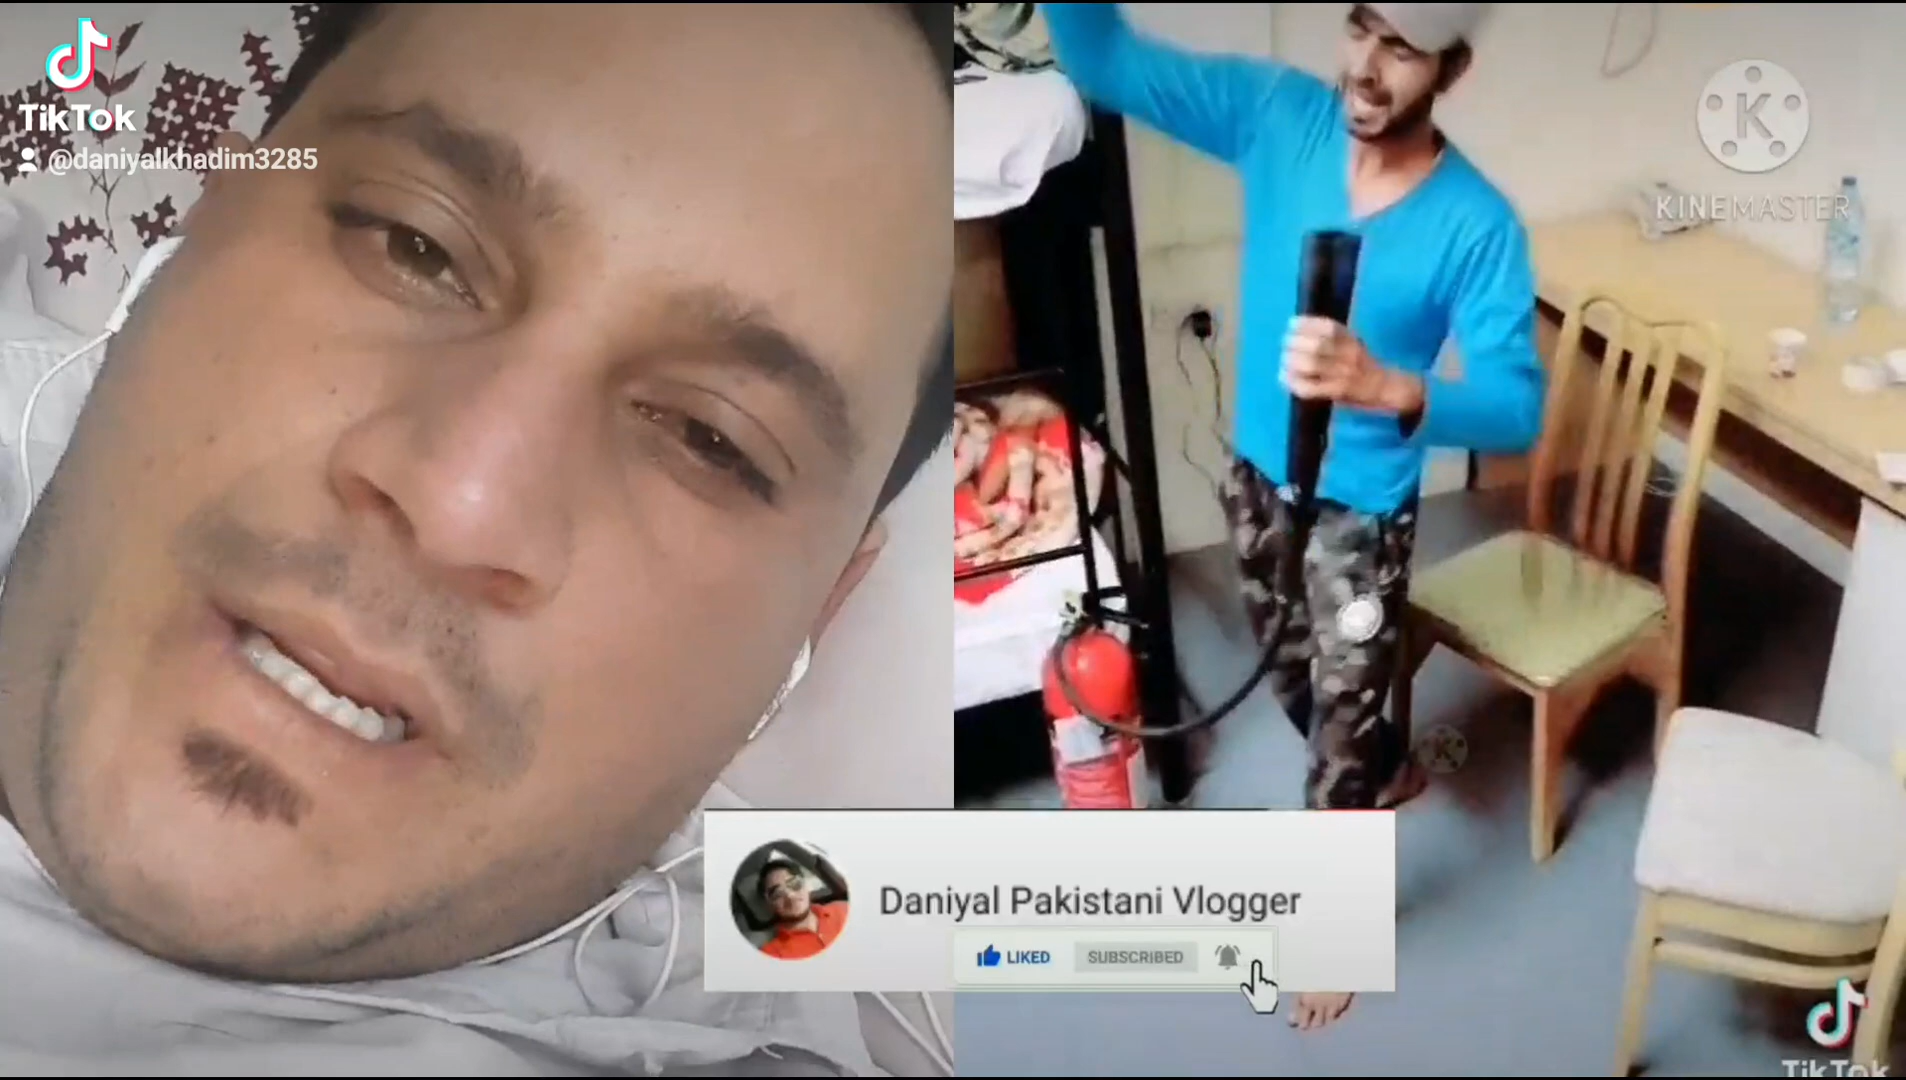 TikTok
@daniyalkhadim3285
K
KINEMASTER
Daniyal Pakistani Vlogger
LIKED SUBSCRIBED
K
TikTok